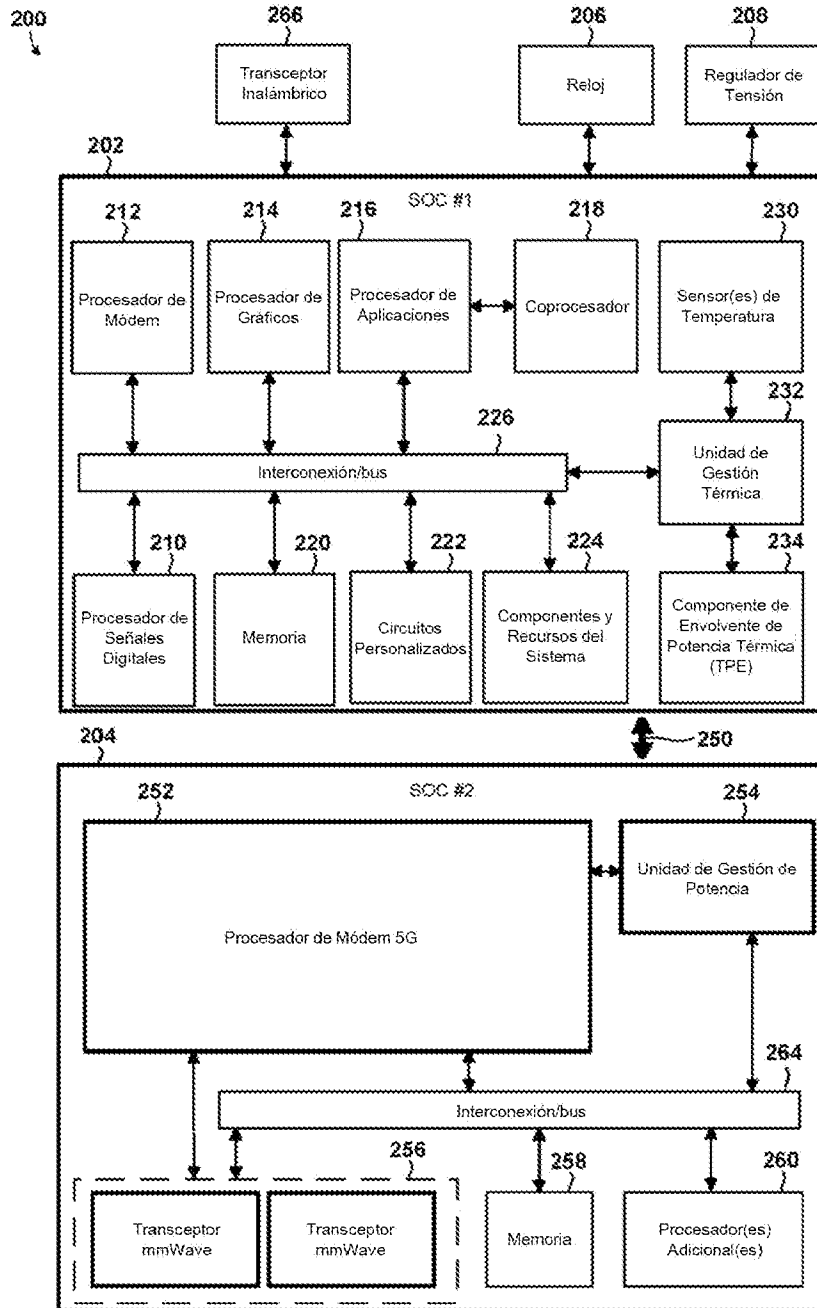 200
266
206
208
Transceptor
Inalámbrico
Reloj
Regulador de
Tensión
202
SOC #1
212
214
216
218
230
Procesador de
Módem
Procesador de
Gráficos
Procesador de
Aplicaciones
Coprocesador
Sensor(es) de
Temperatura
226
232
Interconexión/bus
Unidad de
Gestión
Térmica
210
220
222
224
234
Procesador de
Señales
Digitales
Memoria
Circuitos
Personalizados
Componentes y
Recursos del
Sistema
Componente de
Envolvente de
Potencia Térmica
(TPE)
204
250
SOC #2
252
254
Procesador de Módem 5G
Unidad de Gestión de
Potencia
264
Interconexión/bus
256
258
260
Transceptor
mmWave
Transceptor
mmWave
Memoria
Procesador(es)
Adicional(es)